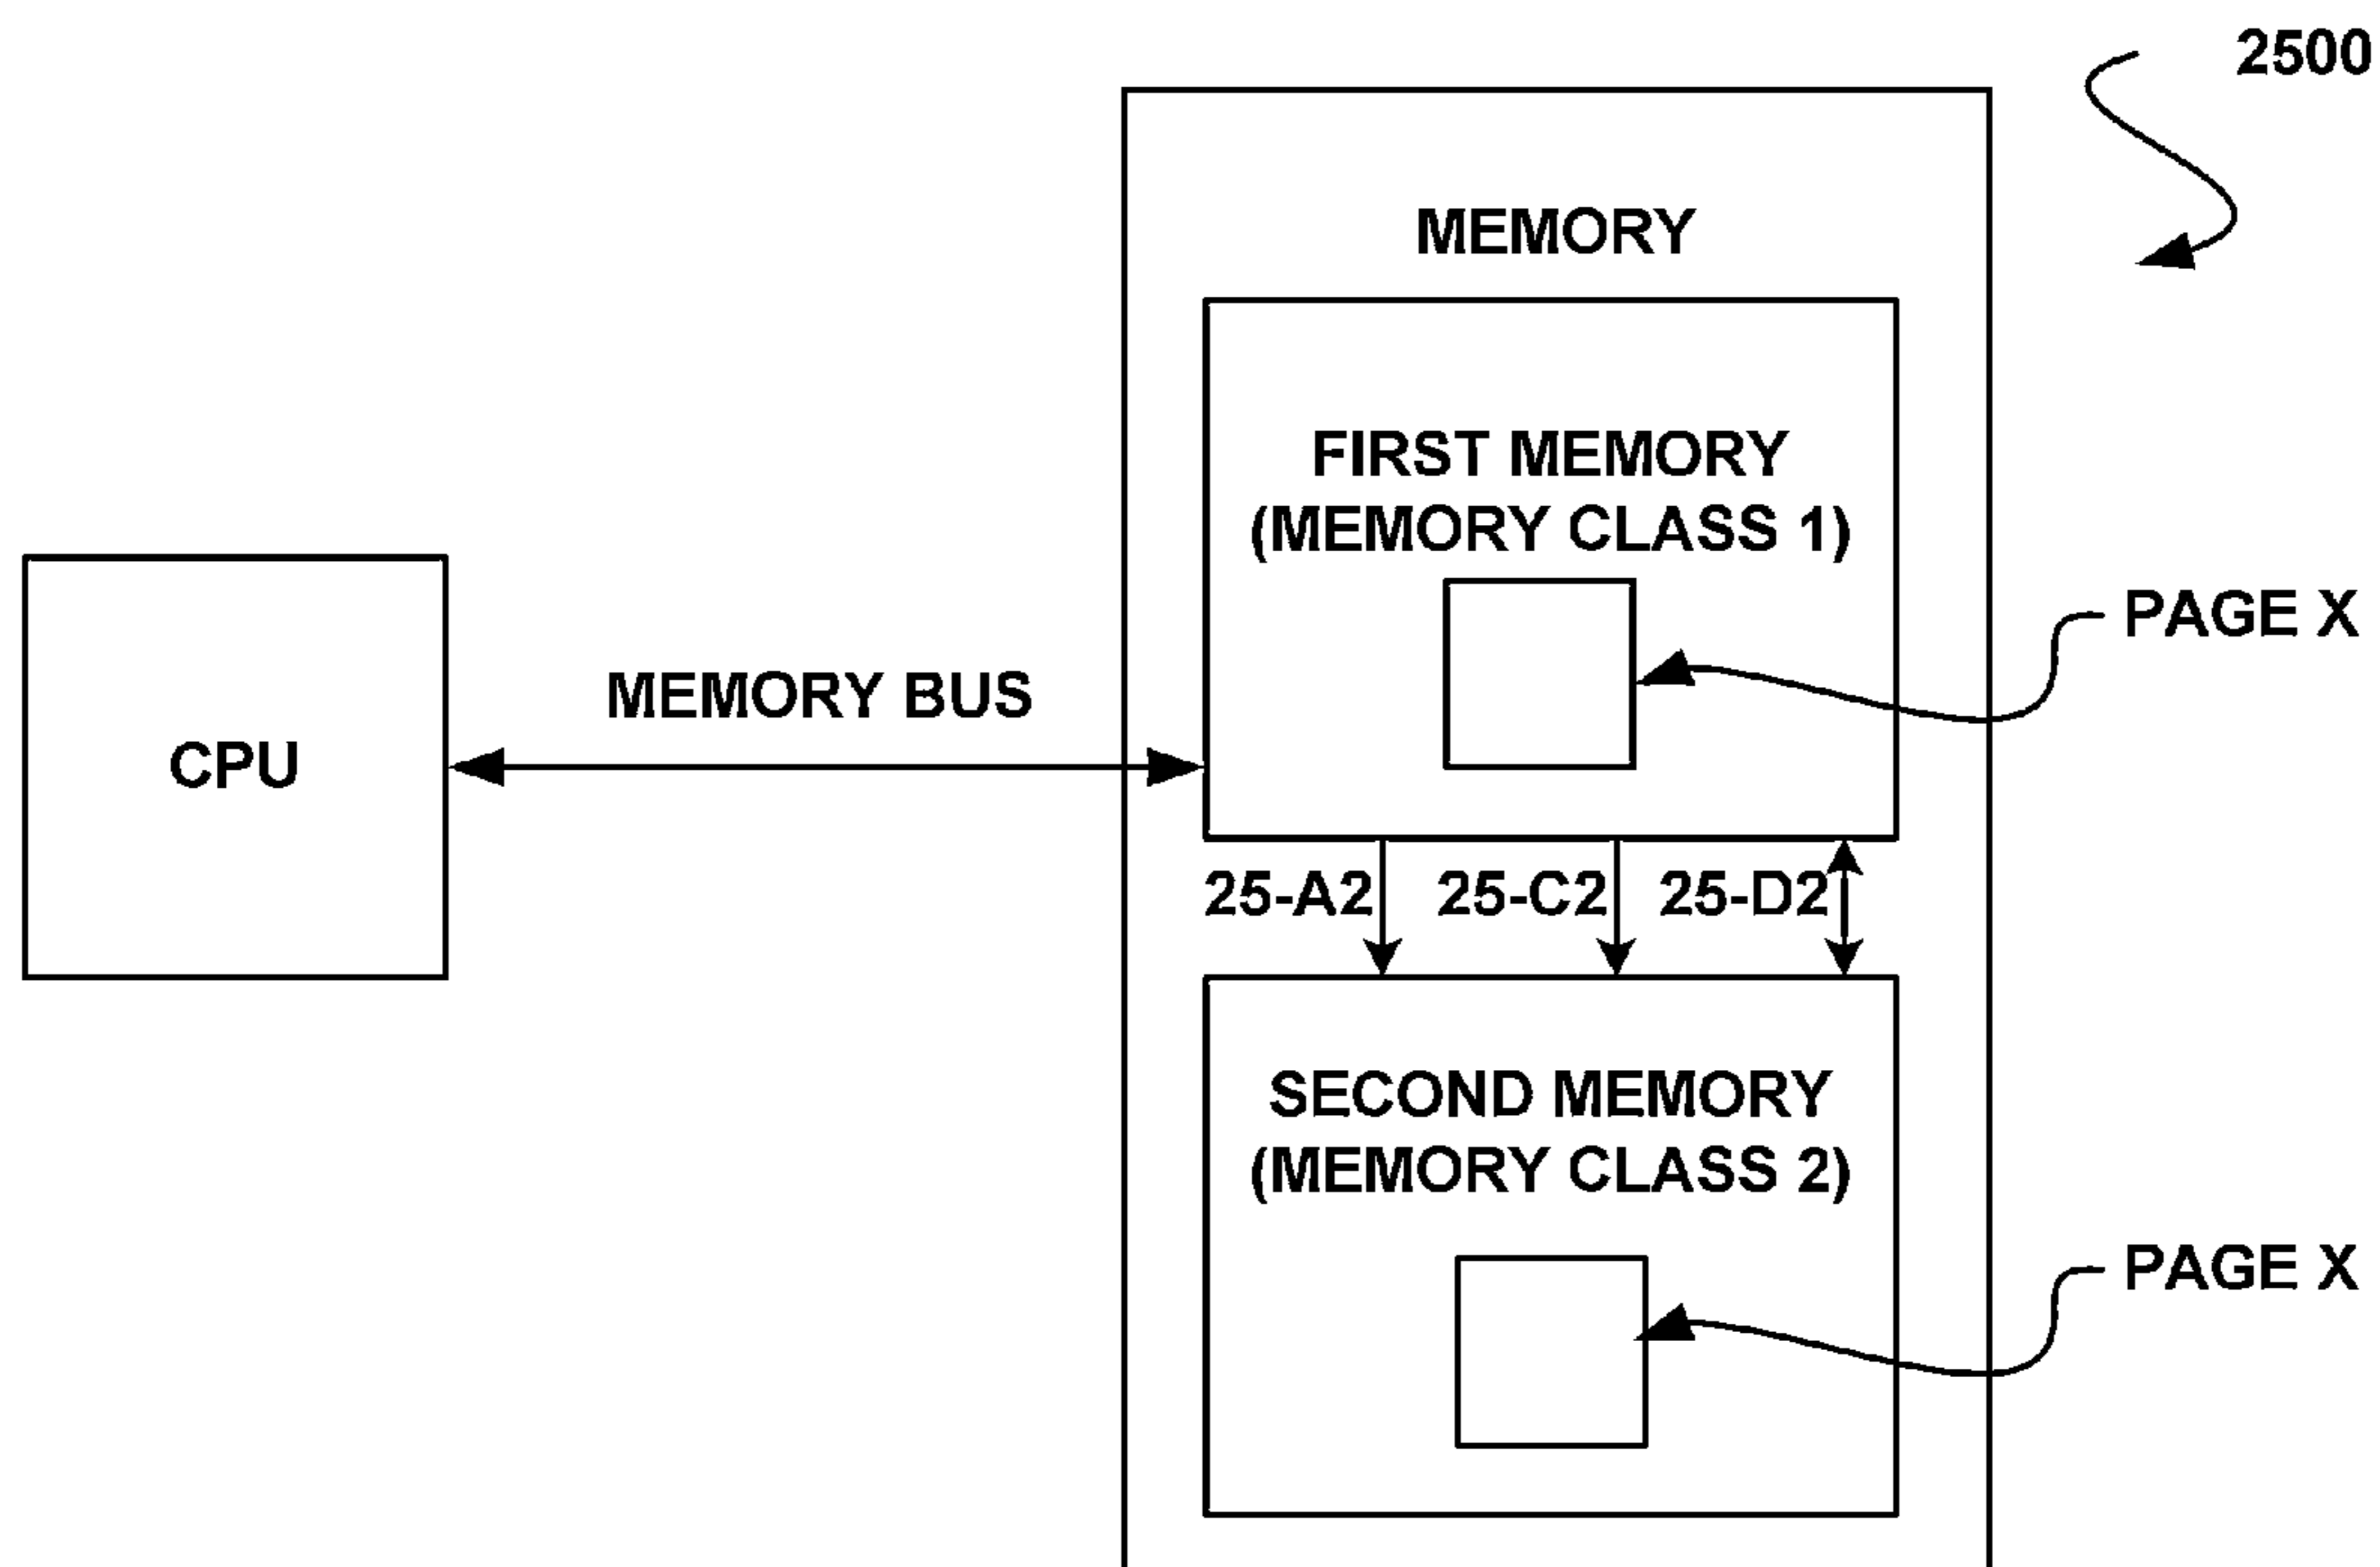 2500
MEMORY
FIRST MEMORY
(MEMORY CLASS 1)
PAGE X
MEMORY BUS
CPU
25-A2 25-C2 25-D2
SECOND MEMORY
(MEMORY CLASS 2)
PAGE X